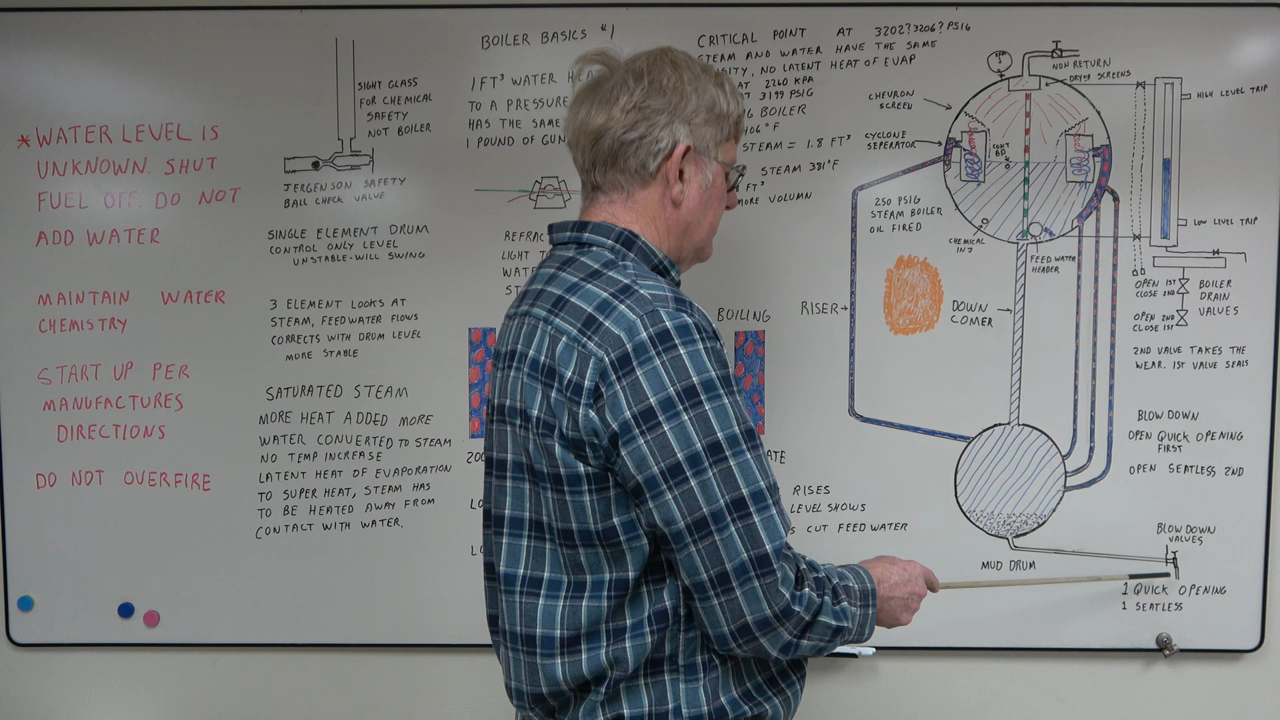 * WATER LEVEL IS
UNKNOWN. SHUT
FUEL OFF. DO NOT
ADD WATER
MAINTAIN WATER
CHEMISTRY
START UP PER
MANUFACTURES
DIRECTIONS
DO NOT OVERFIRE
SIGHT GLASS
FOR CHEMICAL
SAFETY
NOT BOILER
JERGENSON SAFETY
BALL CHECK VALVE
SINGLE ELEMENT DRUM
CONTROL ONLY LEVEL
UNSTABLE-WILL SWING
3 ELEMENT LOOKS AT
STEAM, FEEDWATER FLOWS
CORRECTS WITH DRUM LEVEL
MORE STABLE
SATURATED STEAM
MORE HEAT ADDED MORE
WATER CONVERTED TO STEAM
NO TEMP INCREASE
LATENT HEAT OF EVAPORATION
TO SUPER HEAT, STEAM HAS
TO BE HEATED AWAY FROM
CONTACT WITH WATER.
BOILER BASICS #1
1 FT³ WATER HEA
TO A PRESSURE
HAS THE SAME
1 POUND OF GUN
REFRAC
LIGHT T
WATE
ST
200
LO
LO
CRITICAL POINT AT 3202? 3206? PSIG
STEAM AND WATER HAVE THE SAME
SITY, NO LATENT HEAT OF EVAP
AT 2260 KPA
AT 3199 PSIG
G BOILER
406°F
STEAM = 1.8 FT³
STEAM 381°F
FT³
MORE VOLUMN
BOILING
ATE
RISES
LEVEL SHOWS
S CUT FEED WATER
CHEVRON
SCREEN
CYCLONE
SEPERATOR
250 PSIG
STEAM BOILER
OIL FIRED
RISER
DOWN
COMER
NON RETURN
DRYER SCREENS
CONT
BD
CHEMICAL
INJ
FEED WATER
HEADER
MUD DRUM
HIGH LEVEL TRIP
LOW LEVEL TRIP
OPEN 1ST
CLOSE 2ND
OPEN 2ND
CLOSE 1ST
BOILER
DRAIN
VALVES
2ND VALVE TAKES THE
WEAR. 1ST VALVE SEALS
BLOW DOWN
OPEN QUICK OPENING
FIRST
OPEN SEATLESS 2ND
BLOW DOWN
VALVES
1 QUICK OPENING
1 SEATLESS